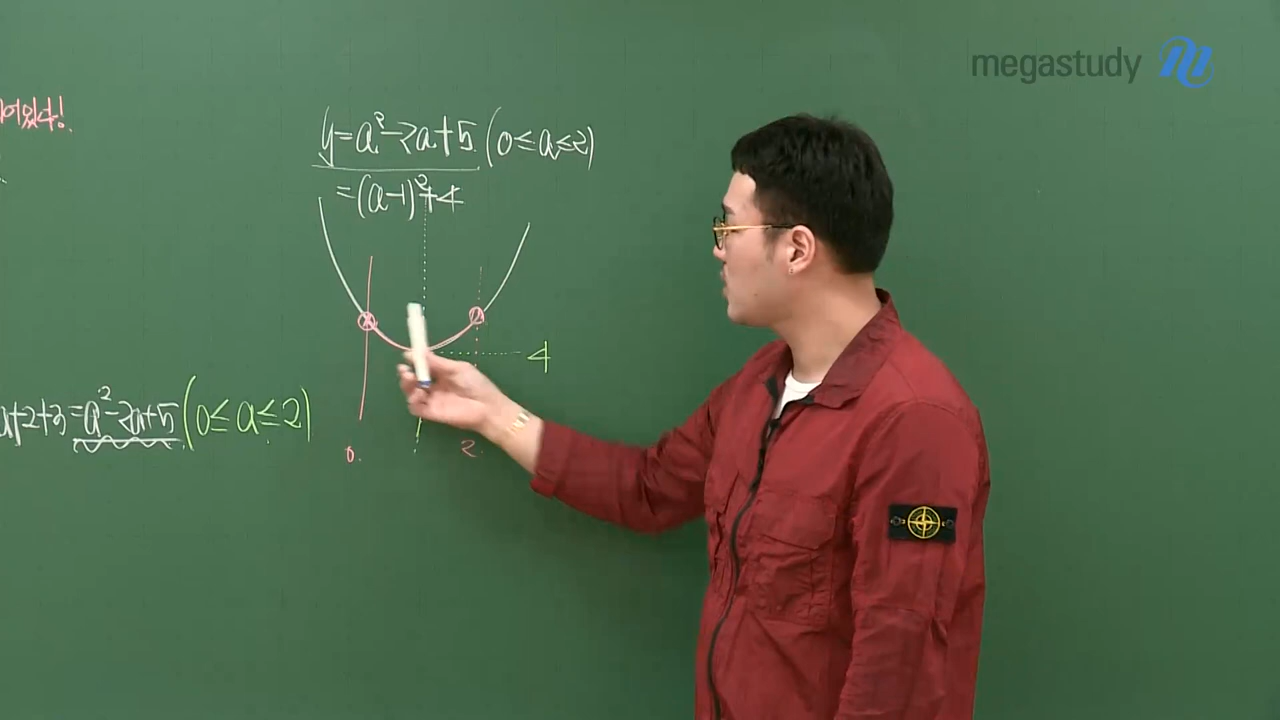 megastudy
어있다!
y=a²-2a+5 (0≤a≤2)
=(a-1)²+4
4
a+2+3=a²-2a+5 (0≤a≤2)
0.
2